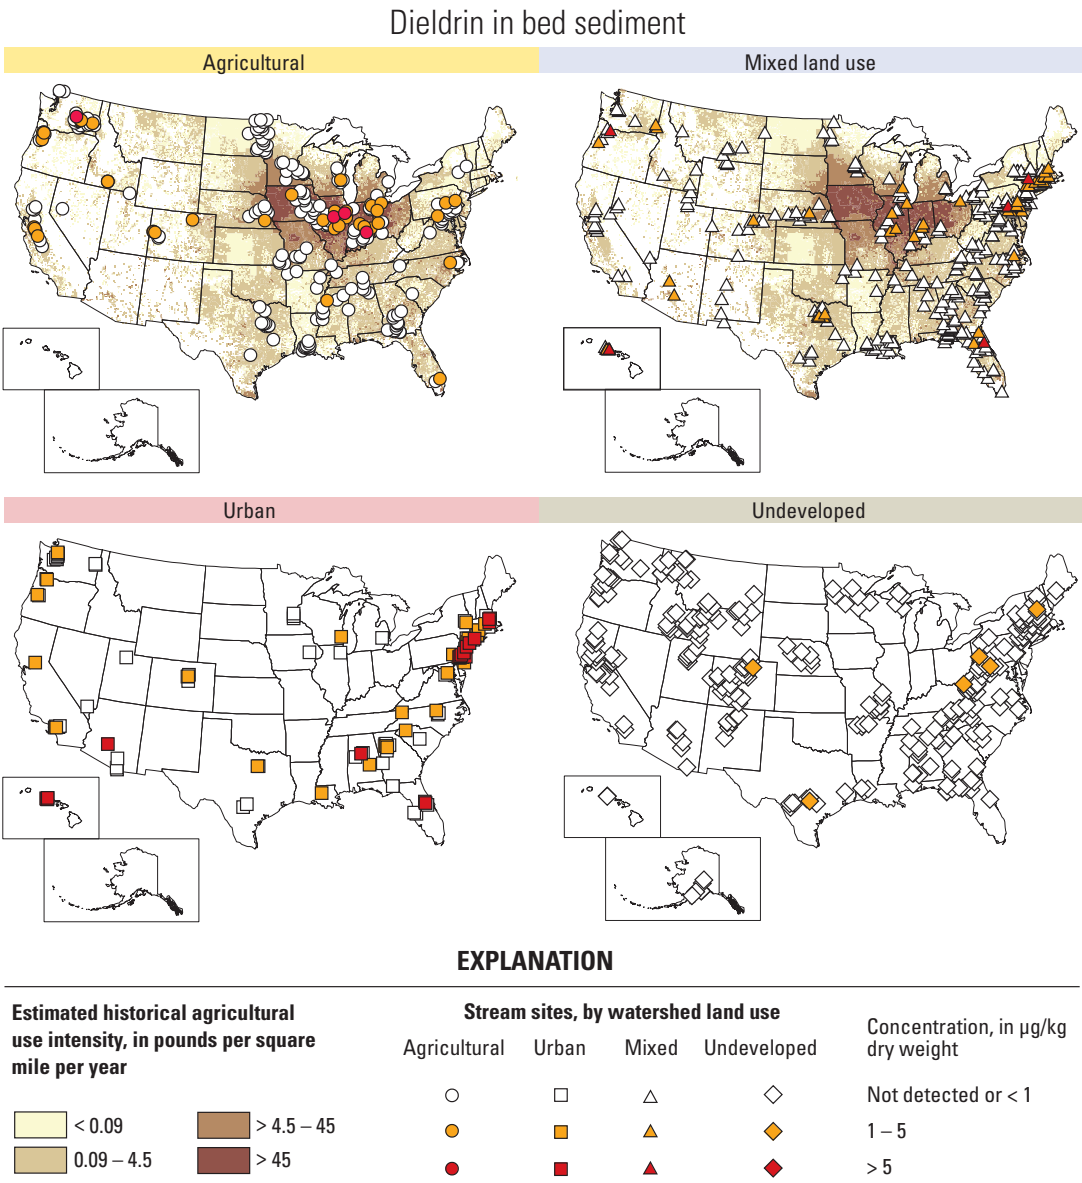 Dieldrin in bed sediment
Agricultural
Mixed land use
Urban
Undeveloped
EXPLANATION
Estimated historical agricultural
use intensity, in pounds per square
mile per year
< 0.09
> 4.5 – 45
0.09 – 4.5
> 45
Stream sites, by watershed land use
Agricultural Urban Mixed Undeveloped
Concentration, in µg/kg
dry weight
Not detected or < 1
1 – 5
> 5